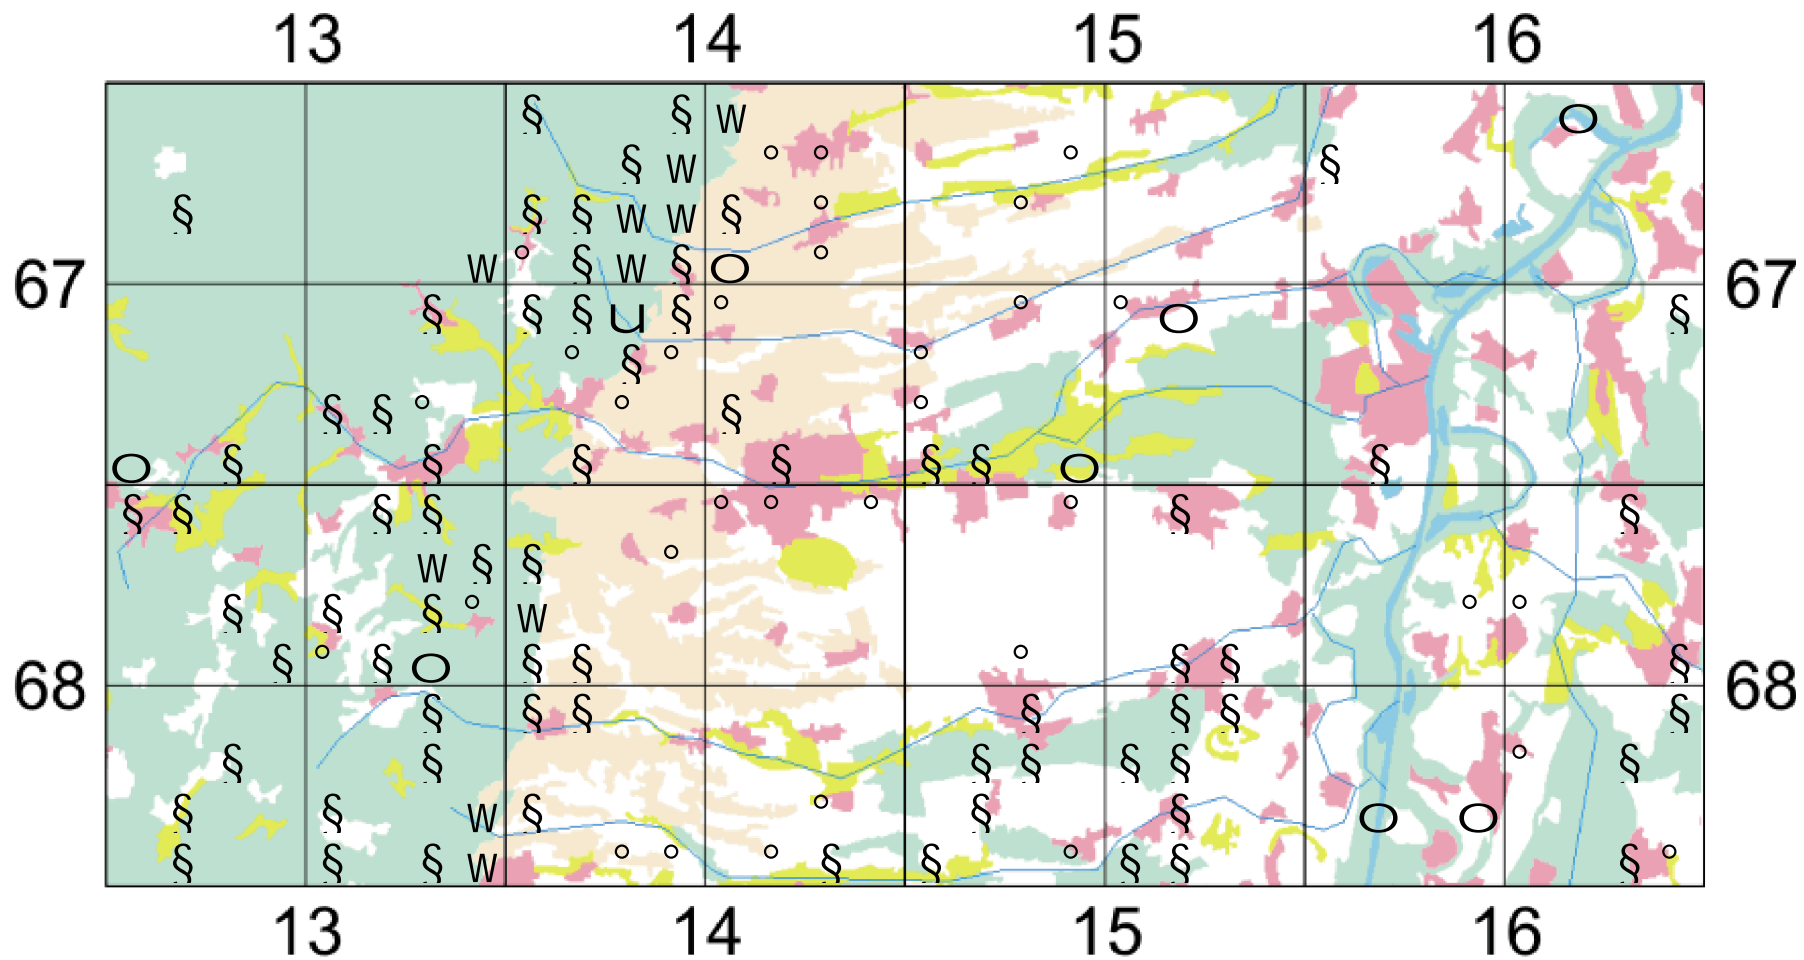 13 14 15 16
§ § W
§ W §
§ § § W W §
W § W § O
67 67
§ § § u § O §
§
§ § §
O § § § § § § O §
§ § § § § §
W § §
§ § § W
§ § O § § § § §
68 68
§ § § § § § §
§ § § § § § §
§ § W § § § O O
§ § § W § § § § §
13 14 15 16